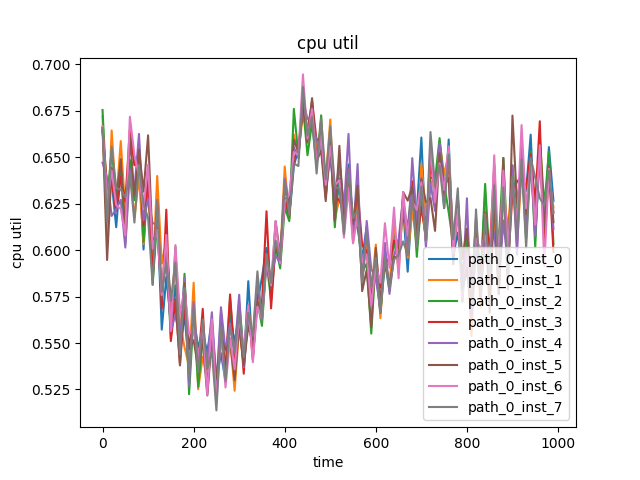 cpu util
0.700
0.675
0.650
0.625
0.600
0.575
0.550
0.525
cpu util
0
200
400
600
800
1000
time
path_0_inst_0
path_0_inst_1
path_0_inst_2
path_0_inst_3
path_0_inst_4
path_0_inst_5
path_0_inst_6
path_0_inst_7